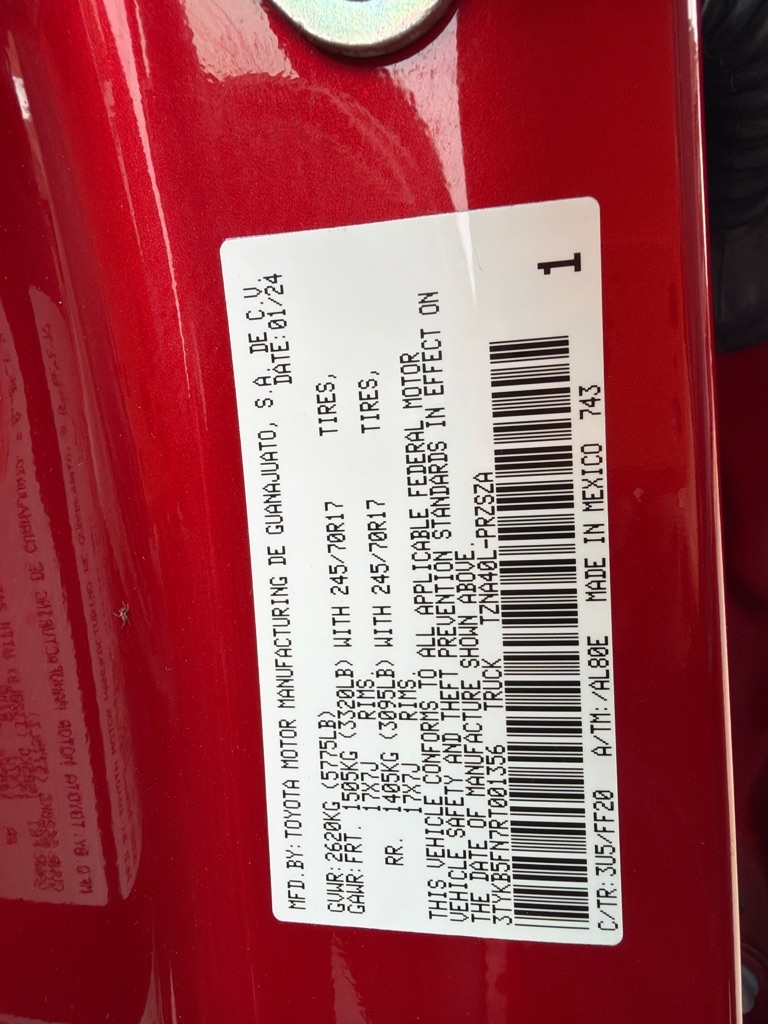 MFD.BY: TOYOTA MOTOR MANUFACTURING DE GUANAJUATO, S.A. DE C.V.
DATE:01/24
GVWR:2620KG (5775LB)
GAWR:FRT. 1505KG (3320LB) WITH 245/70R17 TIRES,
17X7J RIMS.
RR. 1405KG (3095LB) WITH 245/70R17 TIRES,
17X7J RIMS.
THIS VEHICLE CONFORMS TO ALL APPLICABLE FEDERAL MOTOR
VEHICLE SAFETY AND THEFT PREVENTION STANDARDS IN EFFECT ON
THE DATE OF MANUFACTURE SHOWN ABOVE.
3TYKB5FN7RT001356 TRUCK TZNA40L-PRZSZA
1
C/TR:3U5/FF20 A/TM:/AL80E MADE IN MEXICO 743